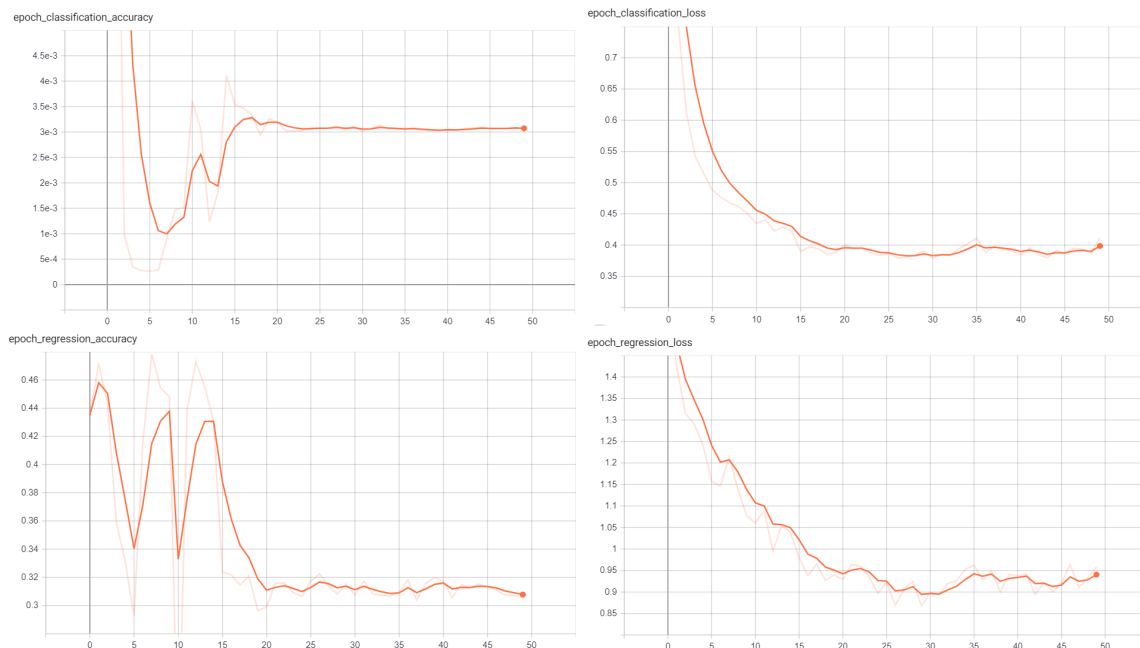 epoch_classification_accuracy
4.5e-3
4e-3
3.5e-3
3e-3
2.5e-3
2e-3
1.5e-3
1e-3
5e-4
0
0 5 10 15 20 25 30 35 40 45 50
epoch_classification_loss
0.7
0.65
0.6
0.55
0.5
0.45
0.4
0.35
0 5 10 15 20 25 30 35 40 45 50
epoch_regression_accuracy
0.46
0.44
0.42
0.4
0.38
0.36
0.34
0.32
0.3
0 5 10 15 20 25 30 35 40 45 50
epoch_regression_loss
1.4
1.35
1.3
1.25
1.2
1.15
1.1
1.05
1
0.95
0.9
0.85
0 5 10 15 20 25 30 35 40 45 50